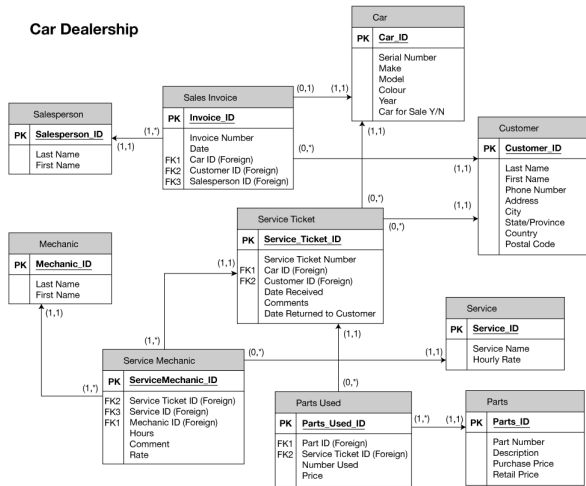 Car Dealership
Car
PK Car_ID
Serial Number
Make
Model
Colour
Year
Car for Sale Y/N
Sales Invoice
PK Invoice_ID
Invoice Number
Date
FK1 Car ID (Foreign)
FK2 Customer ID (Foreign)
FK3 Salesperson ID (Foreign)
(0,1)
(1,1)
(1,*)
(1,1)
(0,*)
(1,1)
(1,1)
Salesperson
PK Salesperson_ID
Last Name
First Name
Customer
PK Customer_ID
Last Name
First Name
Phone Number
Address
City
State/Province
Country
Postal Code
(0,*)
(0,*)
(1,1)
Service Ticket
PK Service_Ticket_ID
Service Ticket Number
FK1 Car ID (Foreign)
FK2 Customer ID (Foreign)
Date Received
Comments
Date Returned to Customer
Mechanic
PK Mechanic_ID
Last Name
First Name
(1,1)
(1,1)
(1,1)
(1,*)
(1,*)
(0,*)
(1,1)
(0,*)
Service
PK Service_ID
Service Name
Hourly Rate
Service Mechanic
PK ServiceMechanic_ID
FK2 Service Ticket ID (Foreign)
FK3 Service ID (Foreign)
FK1 Mechanic ID (Foreign)
Hours
Comment
Rate
Parts Used
PK Parts_Used_ID
FK1 Part ID (Foreign)
FK2 Service Ticket ID (Foreign)
Number Used
Price
(1,*)
(1,1)
Parts
PK Parts_ID
Part Number
Description
Purchase Price
Retail Price